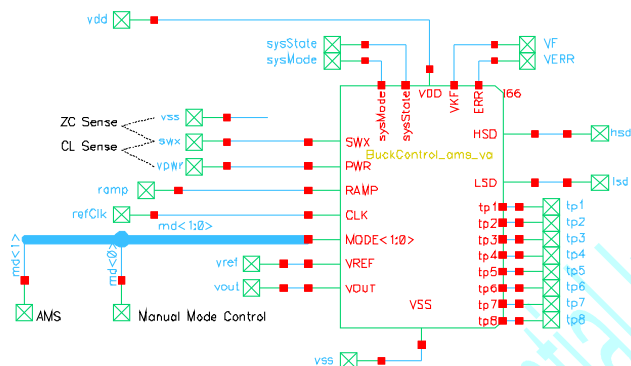 vdd
sysState
sysMode
VF
VERR
sysMode
sysState
VDD
VKF
ERR
I66
ZC Sense
vss
CL Sense
swx
vpwr
SWX
PWR
BuckControl_ams_va
HSD
hsd
ramp
RAMP
LSD
lsd
refClk
CLK
md<1:0>
MODE<1:0>
md<1>
md<0>
vref
VREF
vout
VOUT
VSS
tp1 tp1
tp2 tp2
tp3 tp3
tp4 tp4
tp5 tp5
tp6 tp6
tp7 tp7
tp8 tp8
AMS
Manual Mode Control
vss